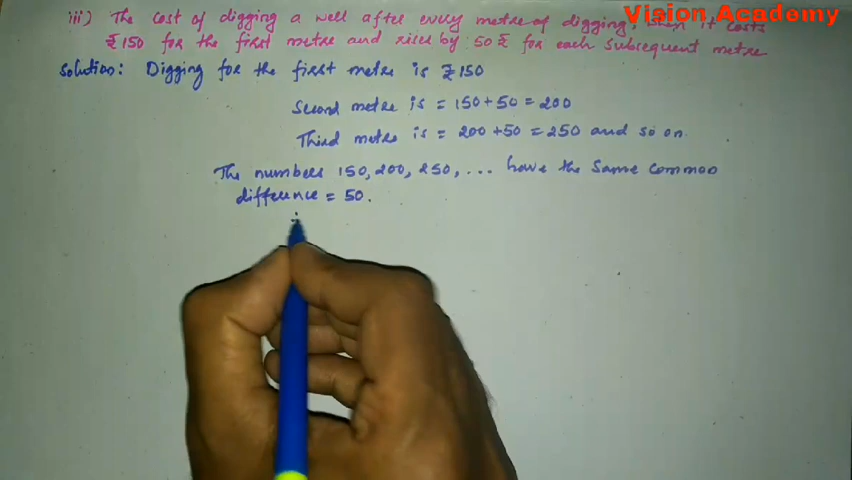 Vision Academy
iii) The cost of digging a well after every metre of digging, when it costs
₹150 for the first metre and rises by 50₹ for each subsequent metre
Solution: Digging for the first metre is ₹150
Second metre is = 150+50 = 200
Third metre is = 200+50 = 250 and so on.
The numbers 150, 200, 250, ... have the same common
difference = 50.